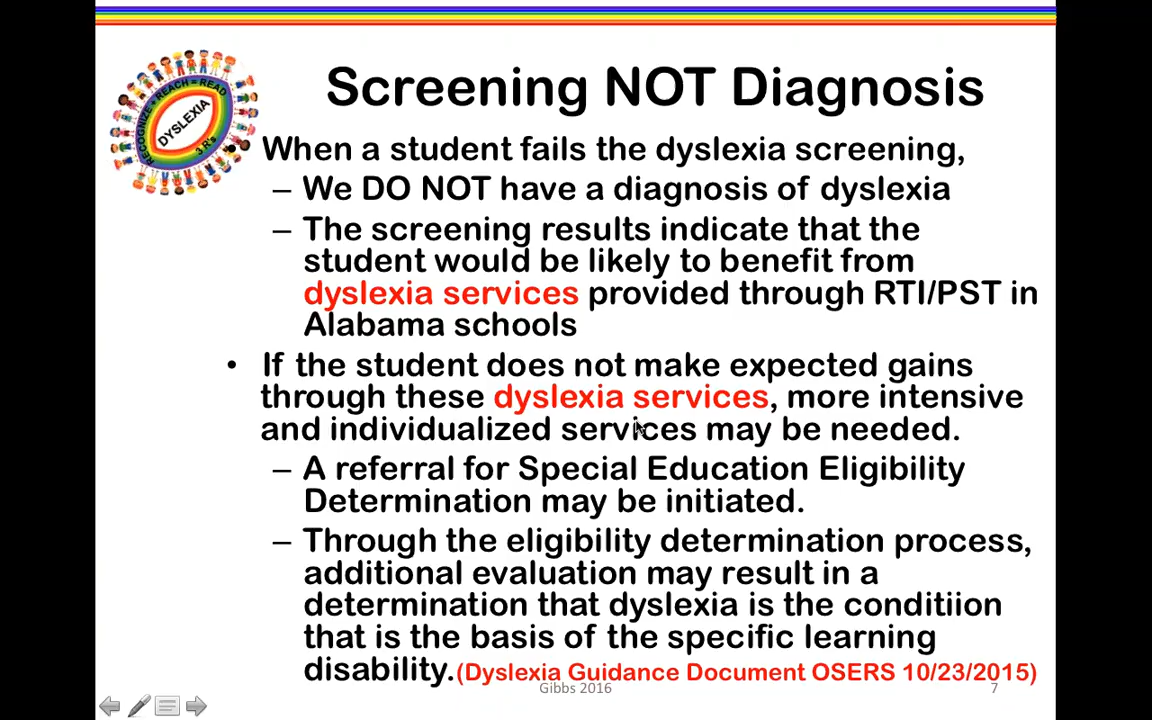 Screening NOT Diagnosis
RECOGNIZE + REACH = READ
DYSLEXIA
3 R's
• When a student fails the dyslexia screening,
– We DO NOT have a diagnosis of dyslexia
– The screening results indicate that the
student would be likely to benefit from
dyslexia services provided through RTI/PST in
Alabama schools
• If the student does not make expected gains
through these dyslexia services, more intensive
and individualized services may be needed.
– A referral for Special Education Eligibility
Determination may be initiated.
– Through the eligibility determination process,
additional evaluation may result in a
determination that dyslexia is the conditiion
that is the basis of the specific learning
disability.(Dyslexia Guidance Document OSERS 10/23/2015)
Gibbs 2016
7